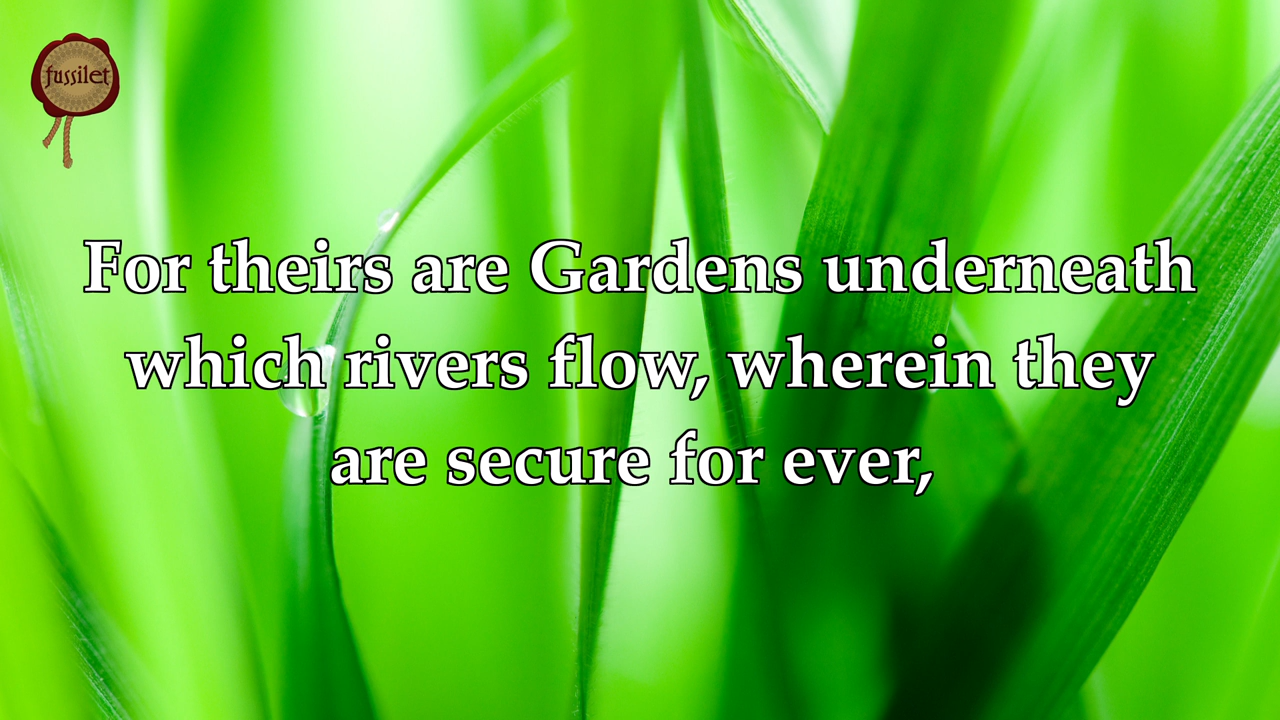 fussilet
For theirs are Gardens underneath
which rivers flow, wherein they
are secure for ever,